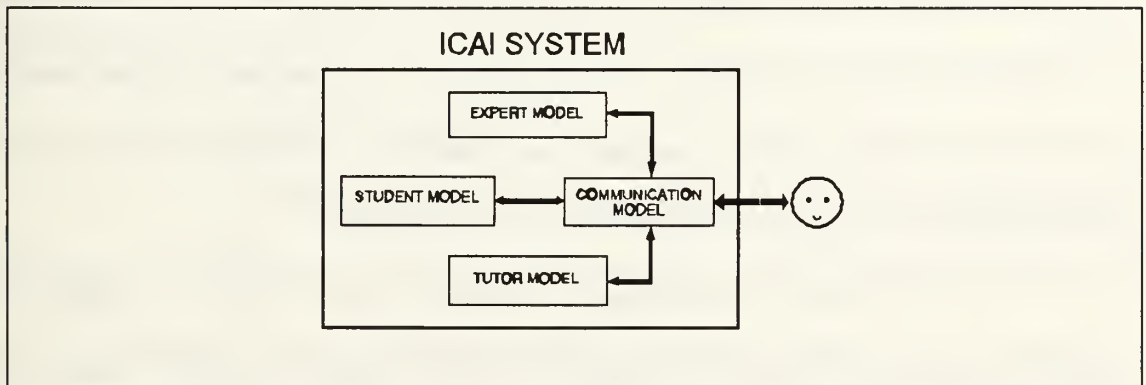 ICAI SYSTEM
EXPERT MODEL
STUDENT MODEL
COMMUNICATION
MODEL
TUTOR MODEL